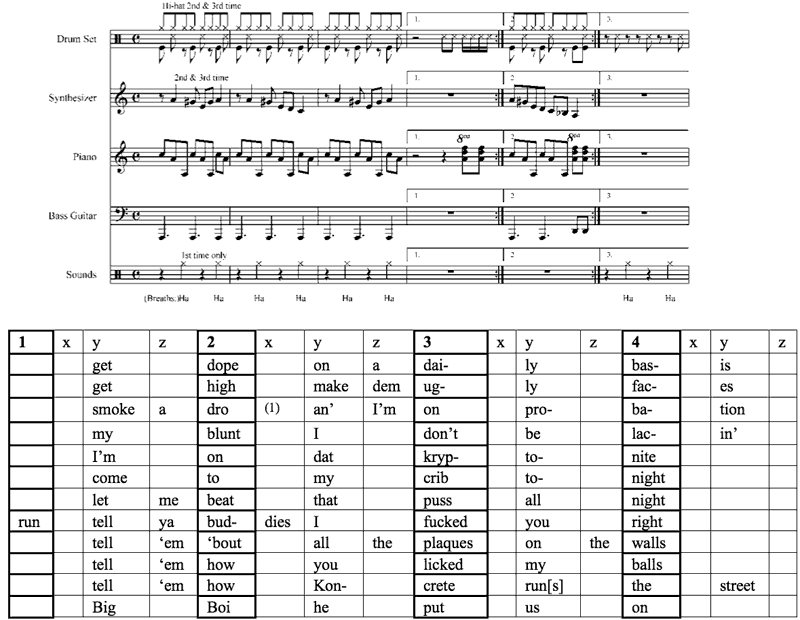 Hi-hat 2nd & 3rd time
1. 2 3.
Drum Set
2nd & 3rd time
1. 2 3.
Synthesizer
1. 8va 2. 8va 3.
Piano
1. 2 3.
Bass Guitar
1st time only
1. 2 3.
Sounds
(Breaths:)Ha Ha Ha Ha Ha Ha Ha Ha
1 x y z 2 x y z 3 x y z 4 x y z
get dope on a dai- ly bas- is
get high make dem ug- ly fac- es
smoke a dro (1) an’ I’m on pro- ba- tion
my blunt I don’t be lac- in’
I’m on dat kryp- to- nite
come to my crib to- night
let me beat that puss all night
run tell ya bud- dies I fucked you right
tell ‘em ‘bout all the plaques on the walls
tell ‘em how you licked my balls
tell ‘em how Kon- crete run[s] the street
Big Boi he put us on